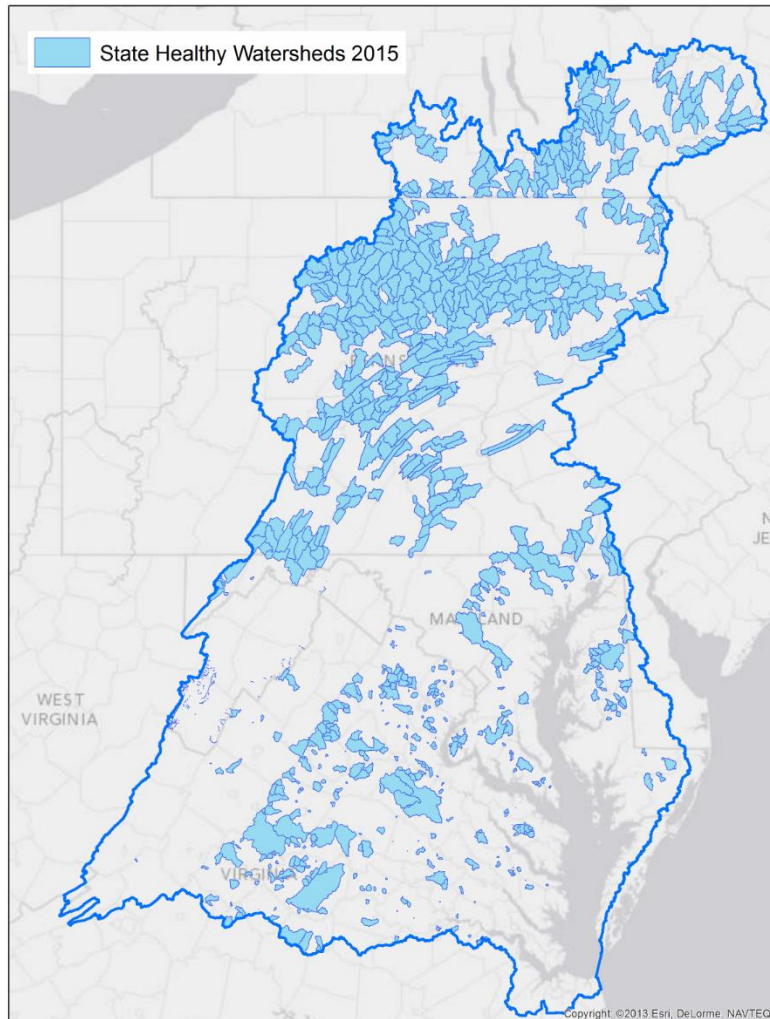 State Healthy Watersheds 2015
MARYLAND
WEST
VIRGINIA
VIRGINIA
Copyright: ©2013 Esri, DeLorme, NAVTEQ